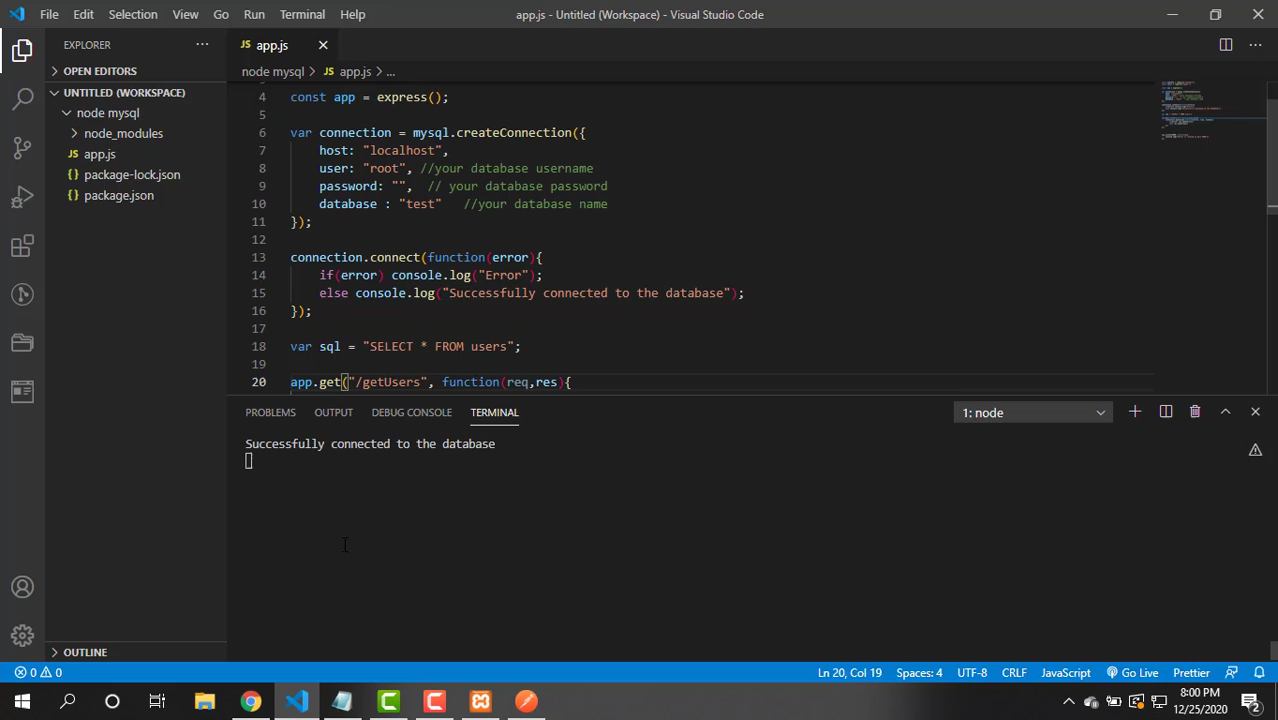 File Edit Selection View Go Run Terminal Help app.js - Untitled (Workspace) - Visual Studio Code
EXPLORER
OPEN EDITORS
UNTITLED (WORKSPACE)
node mysql
node_modules
app.js
package-lock.json
package.json
OUTLINE
JS app.js
node mysql > JS app.js > ...
4 const app = express();
5
6 var connection = mysql.createConnection({
7 host: "localhost",
8 user: "root", //your database username
9 password: "", // your database password
10 database : "test" //your database name
11 });
12
13 connection.connect(function(error){
14 if(error) console.log("Error");
15 else console.log("Successfully connected to the database");
16 });
17
18 var sql = "SELECT * FROM users";
19
20 app.get("/getUsers", function(req,res){
PROBLEMS OUTPUT DEBUG CONSOLE TERMINAL 1: node
Successfully connected to the database
0 0 Ln 20, Col 19 Spaces: 4 UTF-8 CRLF JavaScript Go Live Prettier
8:00 PM
12/25/2020
2